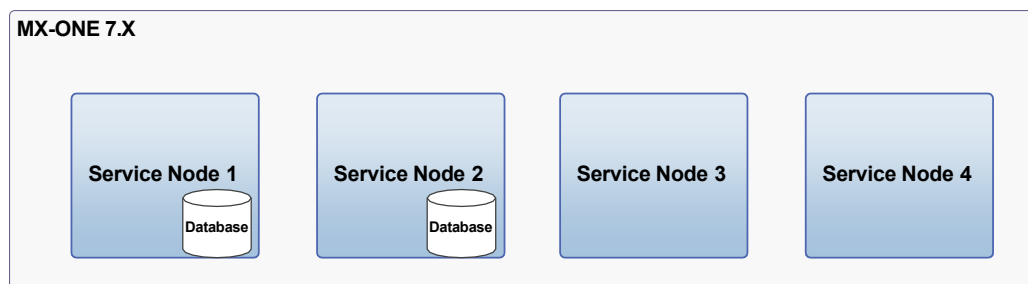 MX-ONE 7.X
Service Node 1
Database
Service Node 2
Database
Service Node 3
Service Node 4